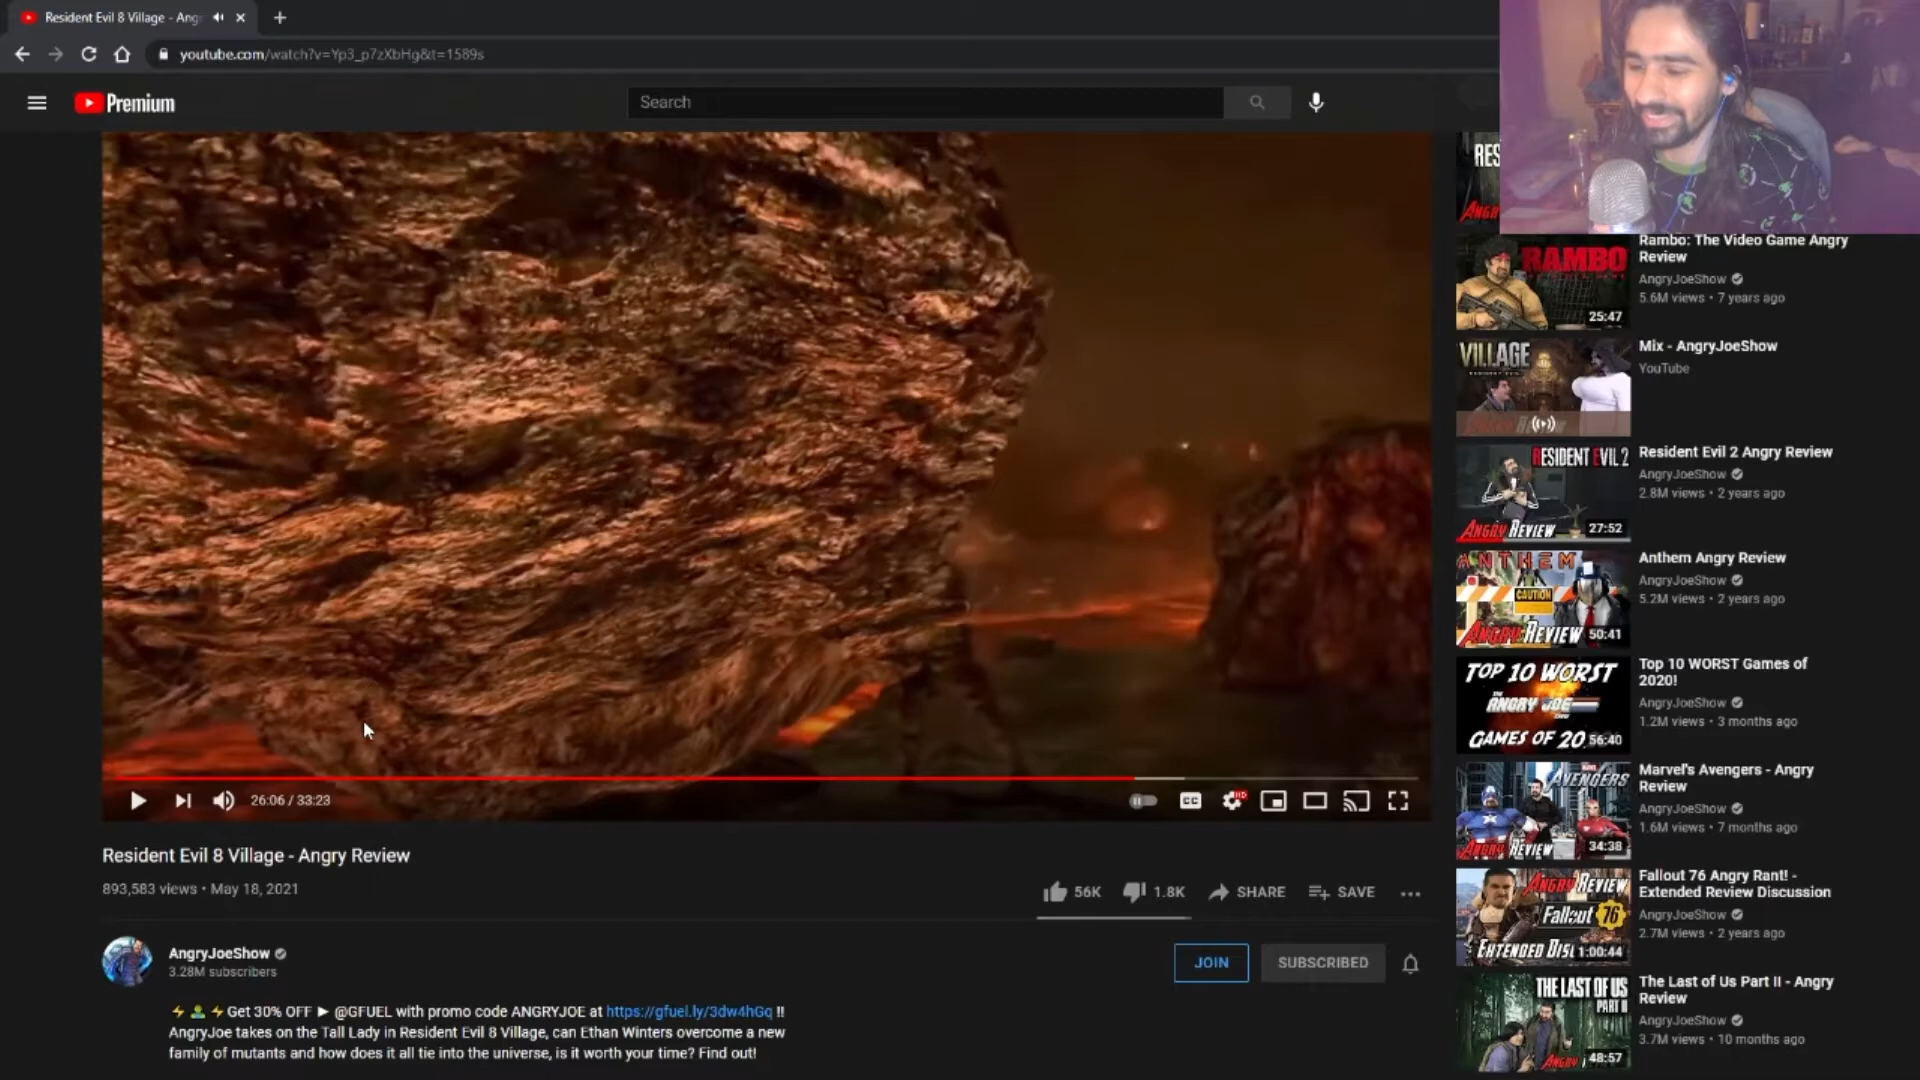 Resident Evil 8 Village - Ang
youtube.com/watch?v=Yp3_p7zXbHg&t=1589s
Premium
Search
26:06 / 33:23
CC
HD
Resident Evil 8 Village - Angry Review
893,583 views • May 18, 2021
56K
1.8K
SHARE
SAVE
AngryJoeShow
3.28M subscribers
JOIN
SUBSCRIBED
Get 30% OFF ► @GFUEL with promo code ANGRYJOE at https://gfuel.ly/3dw4hGq !!
AngryJoe takes on the Tall Lady in Resident Evil 8 Village, can Ethan Winters overcome a new
family of mutants and how does it all tie into the universe, is it worth your time? Find out!
RES
ANGR
RAMBO
25:47
Rambo: The Video Game Angry
Review
AngryJoeShow
5.6M views • 7 years ago
VILLAGE
Mix - AngryJoeShow
YouTube
RESIDENT EVIL 2
ANGRY REVIEW
27:52
Resident Evil 2 Angry Review
AngryJoeShow
2.8M views • 2 years ago
ANTHEM
CAUTION
ANGRY REVIEW
50:41
Anthem Angry Review
AngryJoeShow
5.2M views • 2 years ago
TOP 10 WORST
THE
ANGRY JOE
GAMES OF 20
56:40
Top 10 WORST Games of
2020!
AngryJoeShow
1.2M views • 3 months ago
AVENGERS
ANGRY REVIEW
34:38
Marvel's Avengers - Angry
Review
AngryJoeShow
1.6M views • 7 months ago
ANGRY REVIEW
Fallout 76
EXTENDED DISC
1:00:44
Fallout 76 Angry Rant! -
Extended Review Discussion
AngryJoeShow
2.7M views • 2 years ago
THE LAST OF US
PART II
ANGRY
48:57
The Last of Us Part II - Angry
Review
AngryJoeShow
3.7M views • 10 months ago